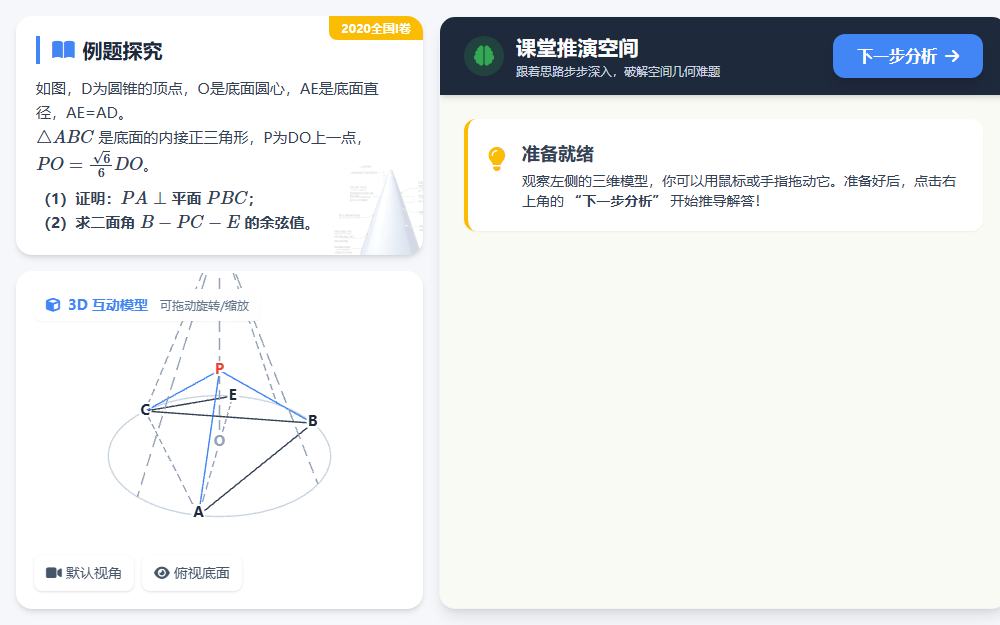 2020全国I卷
例题探究
如图，D为圆锥的顶点，O是底面圆心，AE是底面直
径，AE=AD。
△ABC 是底面的内接正三角形，P为DO上一点，
PO = √6/6 DO。
（1）证明：PA ⊥ 平面 PBC；
（2）求二面角 B − PC − E 的余弦值。
3D 互动模型 可拖动旋转/缩放
P
E
C
B
O
A
默认视角 俯视底面
课堂推演空间
跟着思路步步深入，破解空间几何难题
下一步分析 →
准备就绪
观察左侧的三维模型，你可以用鼠标或手指拖动它。准备好后，点击右
上角的 “下一步分析” 开始推导解答！